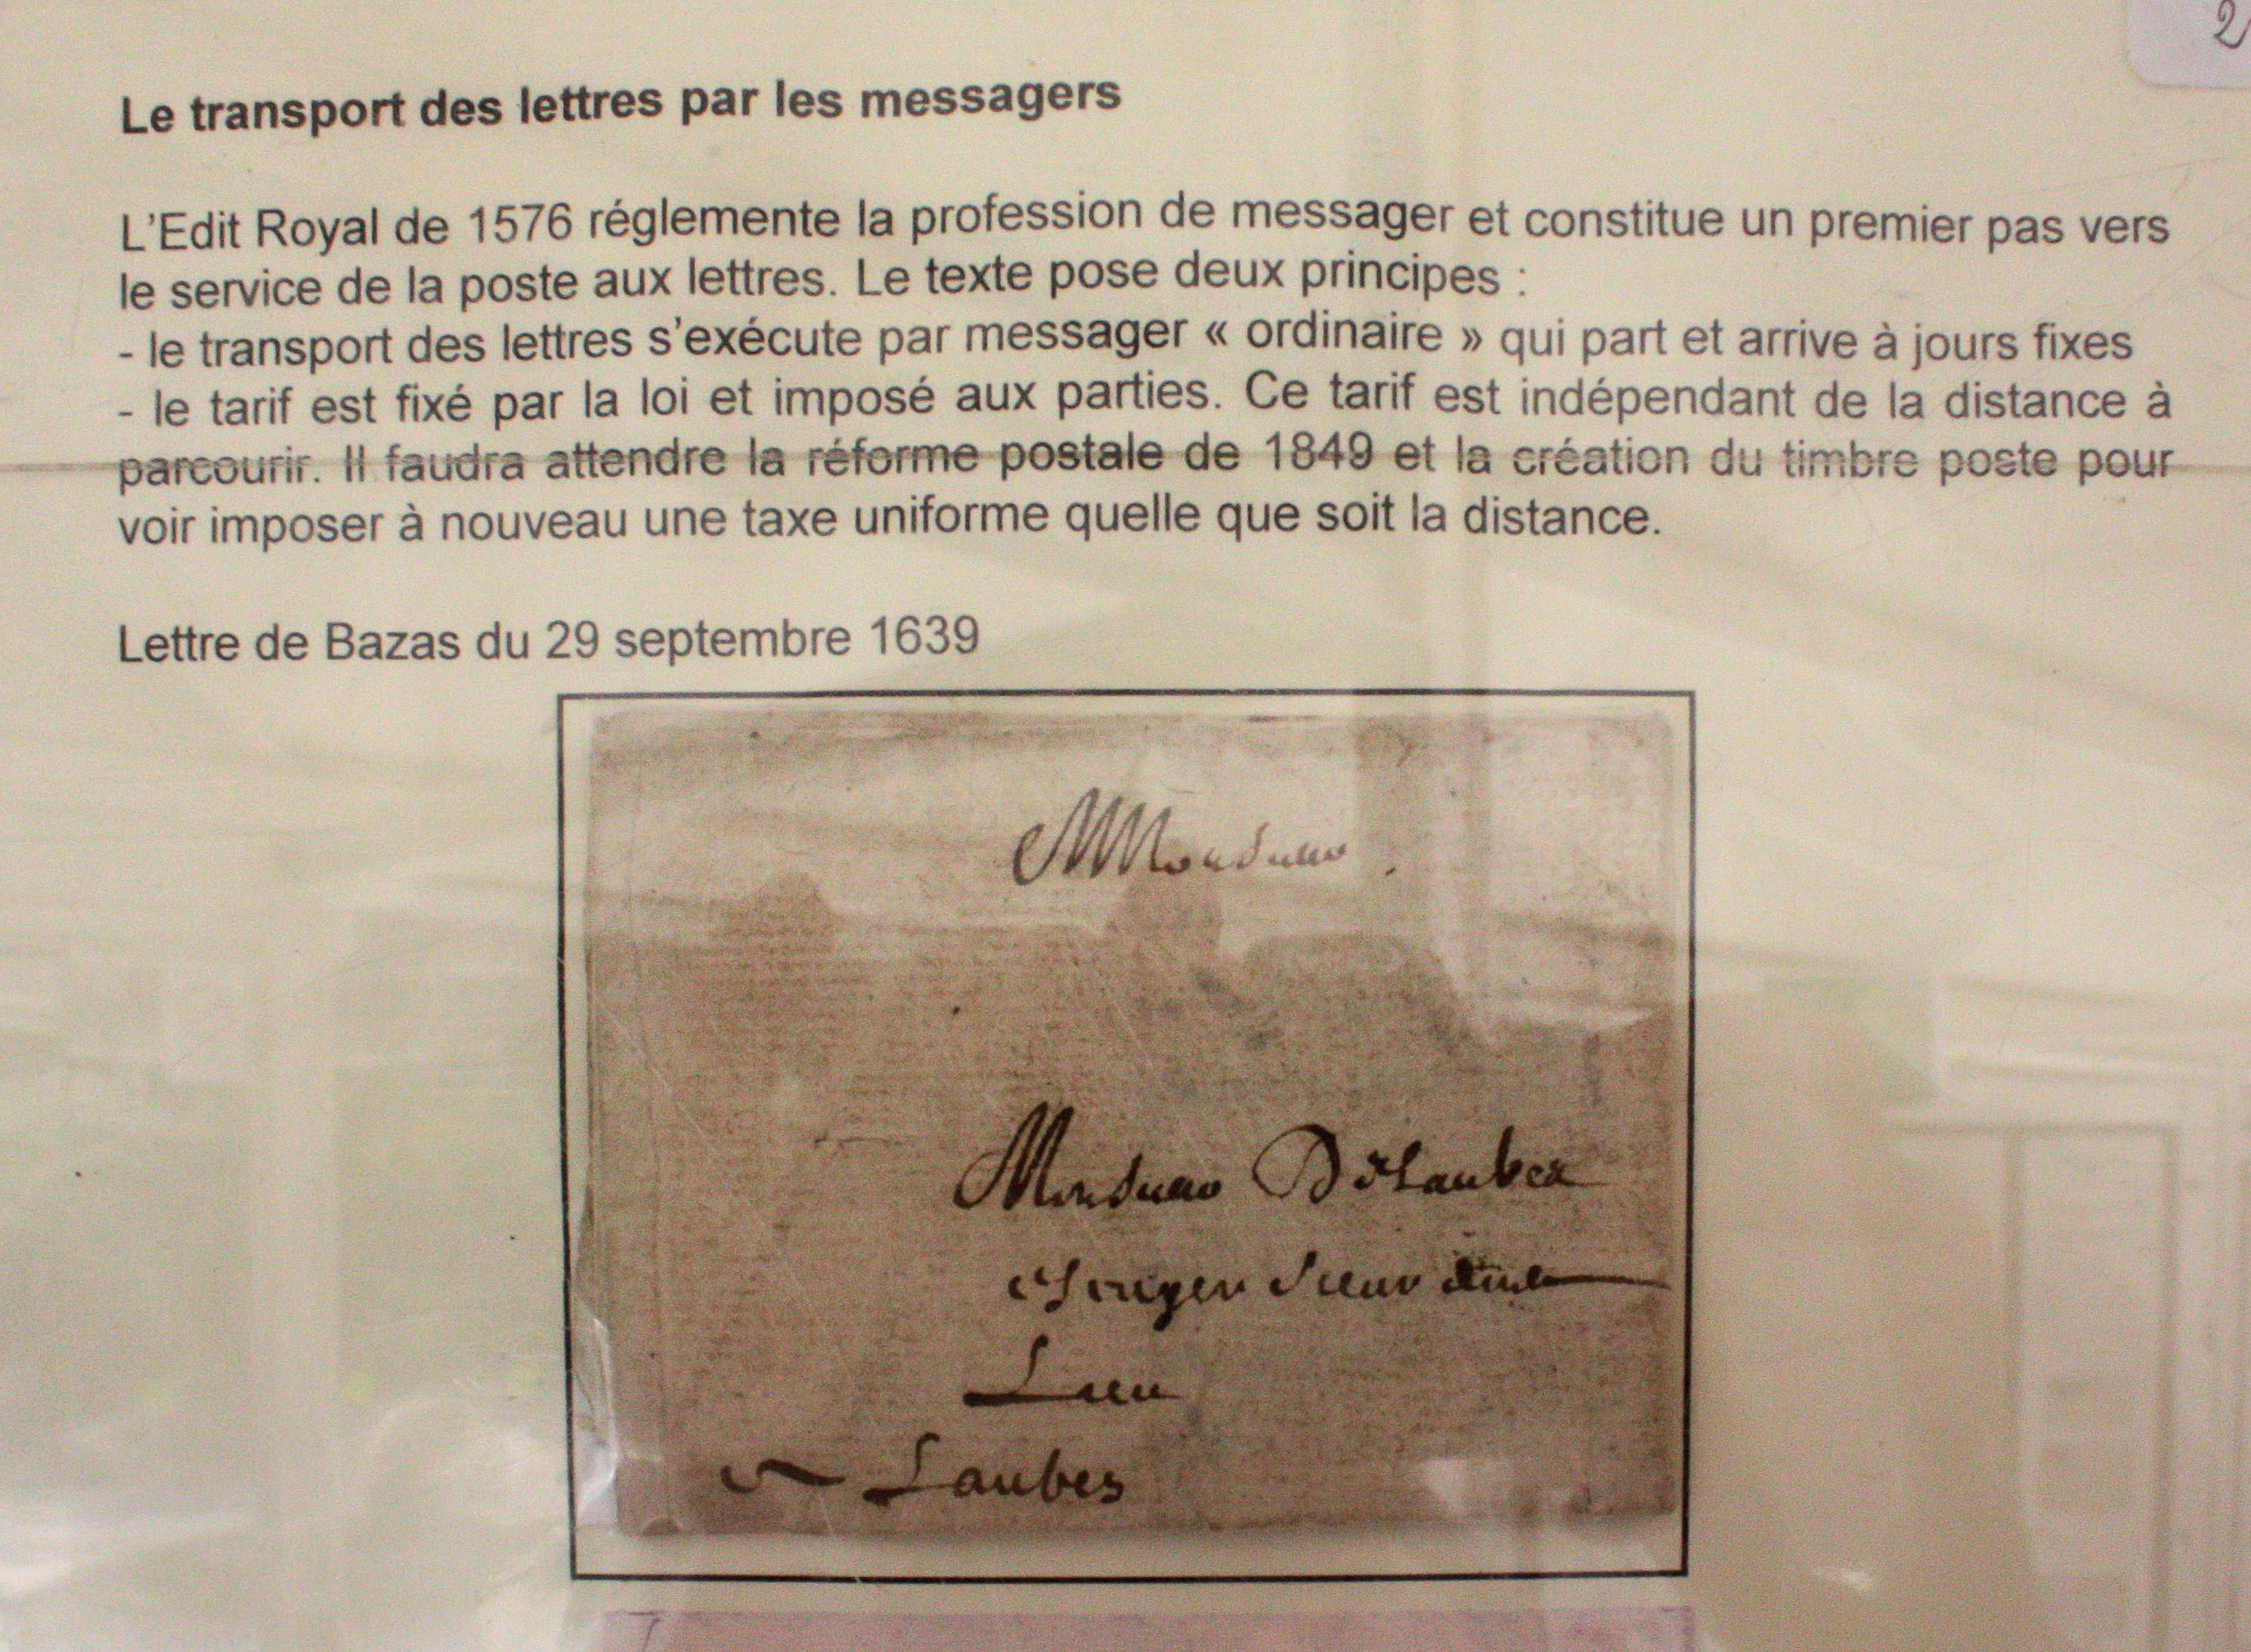 2
Le transport des lettres par les messagers
L'Edit Royal de 1576 réglemente la profession de messager et constitue un premier pas vers
le service de la poste aux lettres. Le texte pose deux principes :
- le transport des lettres s'exécute par messager « ordinaire » qui part et arrive à jours fixes
- le tarif est fixé par la loi et imposé aux parties. Ce tarif est indépendant de la distance à
parcourir. Il faudra attendre la réforme postale de 1849 et la création du timbre poste pour
voir imposer à nouveau une taxe uniforme quelle que soit la distance.
Lettre de Bazas du 29 septembre 1639
Laubes